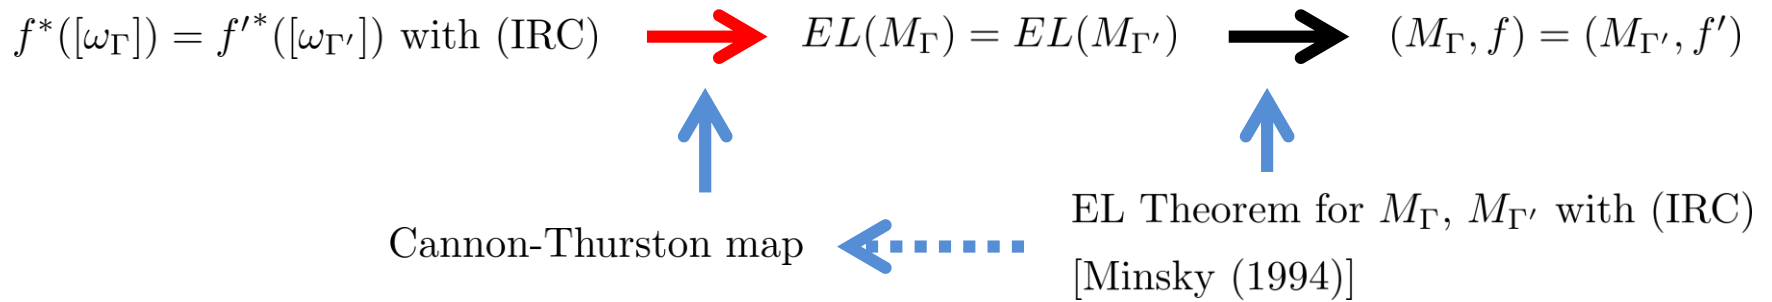 f*([ω_Γ]) = f′*([ω_Γ′]) with (IRC) EL(M_Γ) = EL(M_Γ′) (M_Γ, f) = (M_Γ′, f′)
Cannon-Thurston map
EL Theorem for M_Γ, M_Γ′ with (IRC)
[Minsky (1994)]